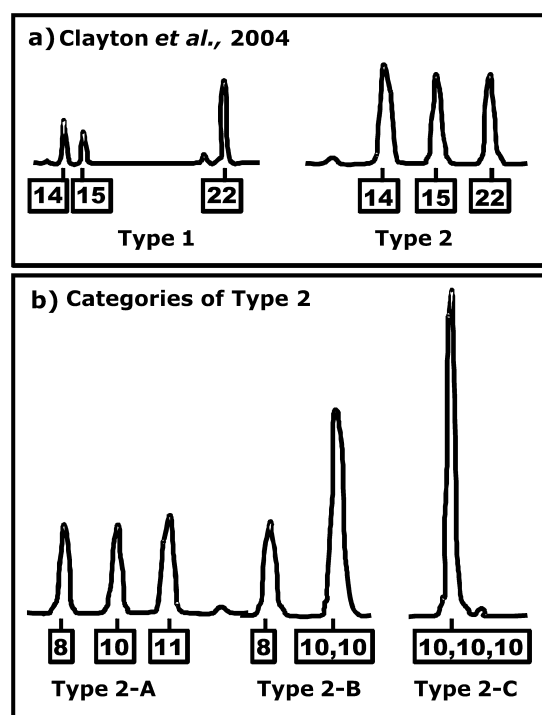 a) Clayton et al., 2004
14 15 22 14 15 22
Type 1 Type 2
b) Categories of Type 2
8 10 11 8 10,10 10,10,10
Type 2-A Type 2-B Type 2-C